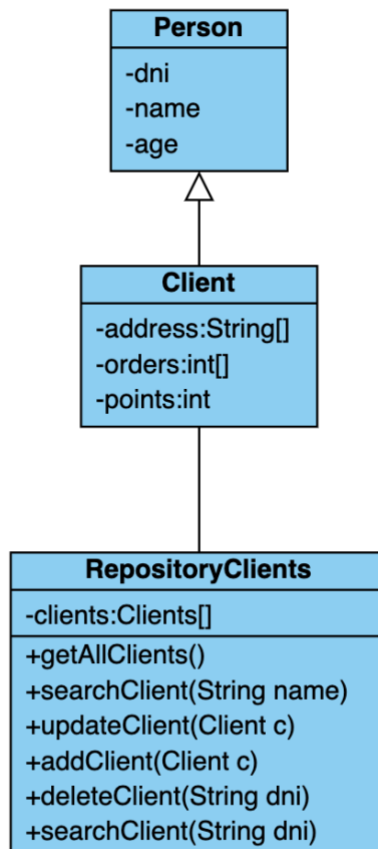 Person
-dni
-name
-age
Client
-address:String[]
-orders:int[]
-points:int
RepositoryClients
-clients:Clients[]
+getAllClients()
+searchClient(String name)
+updateClient(Client c)
+addClient(Client c)
+deleteClient(String dni)
+searchClient(String dni)